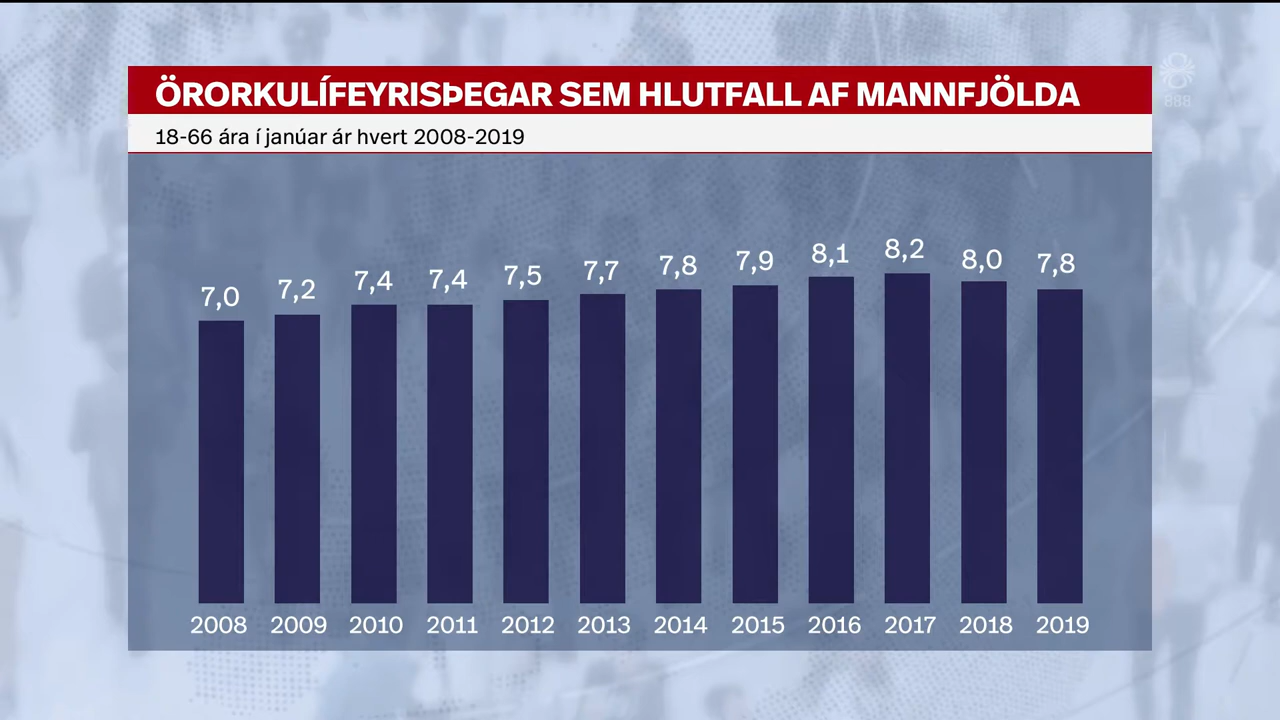 ÖRORKULÍFEYRISÞEGAR SEM HLUTFALL AF MANNFJÖLDA
888
18-66 ára í janúar ár hvert 2008-2019
7,0 7,2 7,4 7,4 7,5 7,7 7,8 7,9 8,1 8,2 8,0 7,8
2008 2009 2010 2011 2012 2013 2014 2015 2016 2017 2018 2019